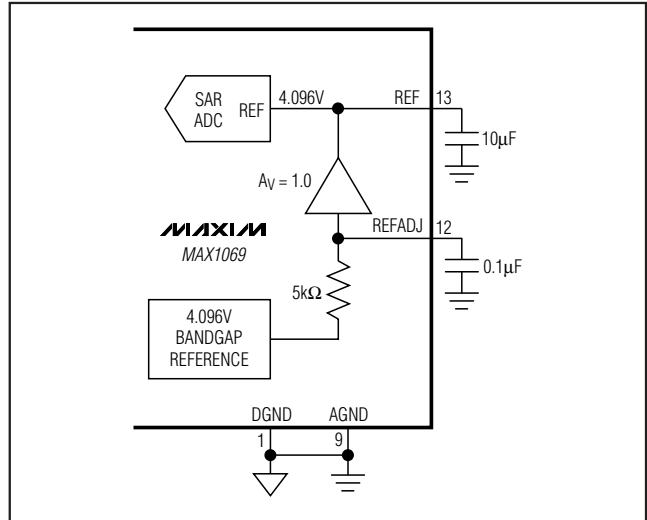 SAR
ADC
REF
4.096V
REF
13
10µF
AV = 1.0
REFADJ
12
MAXIM
MAX1069
0.1µF
5kΩ
4.096V
BANDGAP
REFERENCE
DGND
AGND
1
9